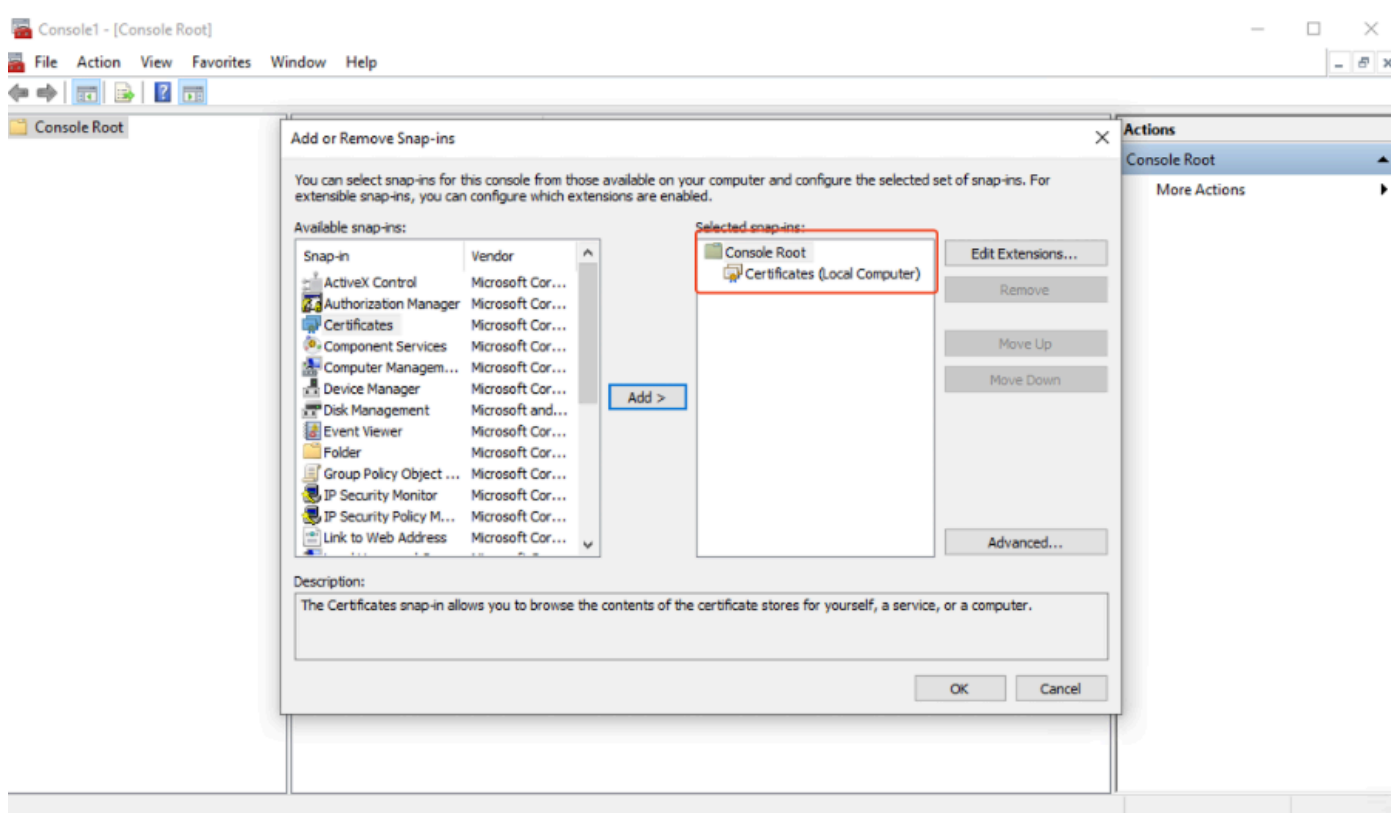 Console1 - [Console Root]
File Action View Favorites Window Help
Console Root
Add or Remove Snap-ins
You can select snap-ins for this console from those available on your computer and configure the selected set of snap-ins. For
extensible snap-ins, you can configure which extensions are enabled.
Available snap-ins:
Snap-in Vendor
ActiveX Control Microsoft Cor...
Authorization Manager Microsoft Cor...
Certificates Microsoft Cor...
Component Services Microsoft Cor...
Computer Managem... Microsoft Cor...
Device Manager Microsoft Cor...
Disk Management Microsoft and...
Event Viewer Microsoft Cor...
Folder Microsoft Cor...
Group Policy Object ... Microsoft Cor...
IP Security Monitor Microsoft Cor...
IP Security Policy M... Microsoft Cor...
Link to Web Address Microsoft Cor...
Add >
Selected snap-ins:
Console Root
Certificates (Local Computer)
Edit Extensions...
Remove
Move Up
Move Down
Advanced...
Description:
The Certificates snap-in allows you to browse the contents of the certificate stores for yourself, a service, or a computer.
OK Cancel
Actions
Console Root
More Actions